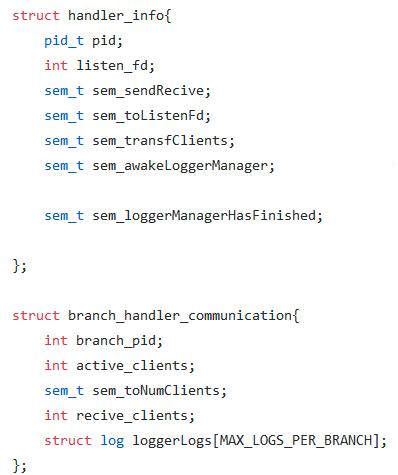 struct handler_info{
pid_t pid;
int listen_fd;
sem_t sem_sendRecive;
sem_t sem_toListenFd;
sem_t sem_transfClients;
sem_t sem_awakeLoggerManager;
sem_t sem_loggerManagerHasFinished;
};
struct branch_handler_communication{
int branch_pid;
int active_clients;
sem_t sem_toNumClients;
int recive_clients;
struct log loggerLogs[MAX_LOGS_PER_BRANCH];
};